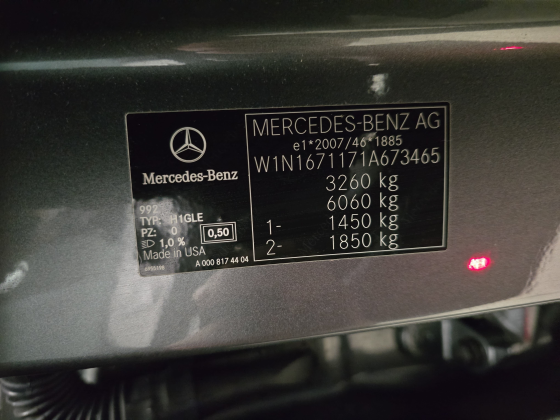 Mercedes-Benz
TYP: H1GLE
PZ: 0
0,50
1,0 %
Made in USA
A 000 817 44 04
MERCEDES-BENZ AG
e1*2007/46*1885
W1N1671171A673465
3260 kg
6060 kg
1- 1450 kg
2- 1850 kg